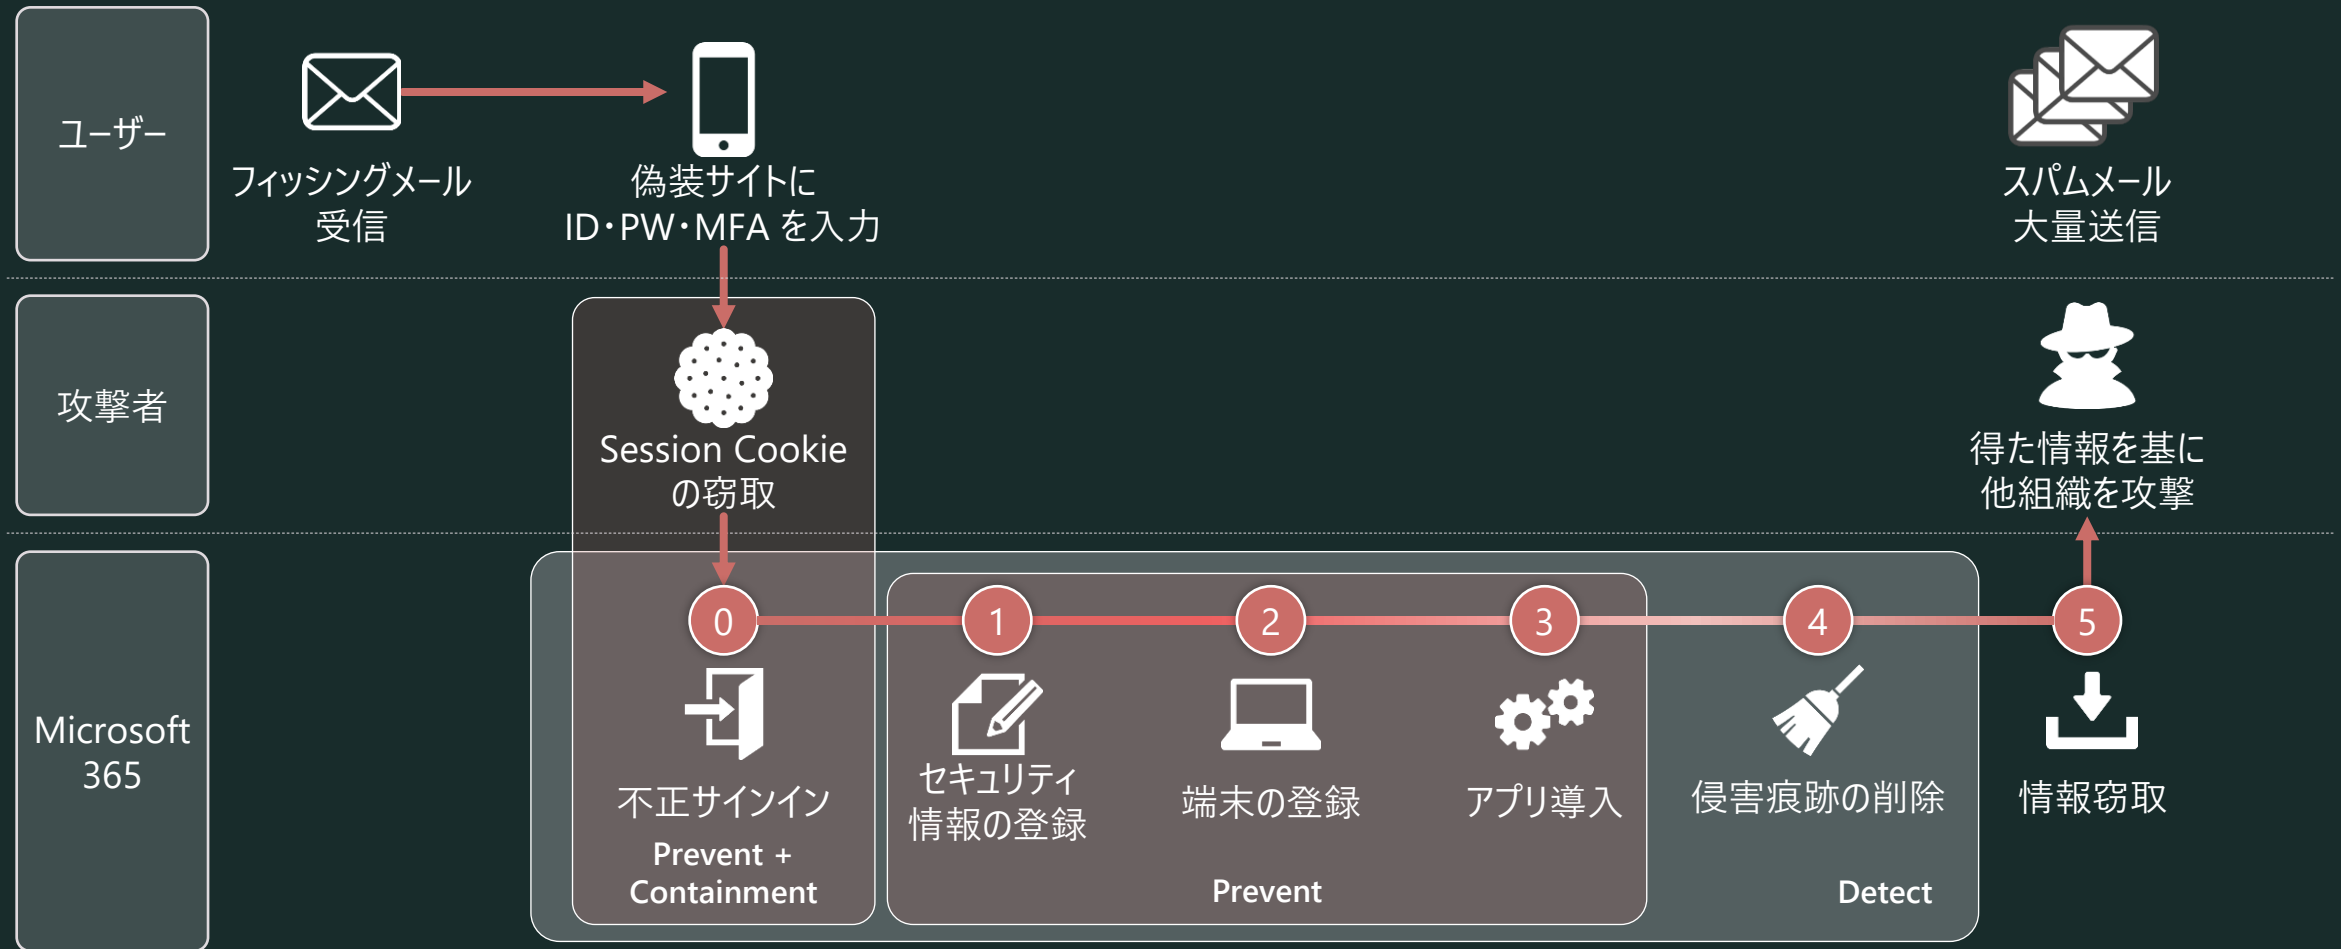 ユーザー
フィッシングメール
受信
偽装サイトに
ID・PW・MFA を入力
スパムメール
大量送信
攻撃者
Session Cookie
の窃取
得た情報を基に
他組織を攻撃
Microsoft
365
0
1
2
3
4
5
不正サインイン
セキュリティ
情報の登録
端末の登録
アプリ導入
侵害痕跡の削除
情報窃取
Prevent +
Containment
Prevent
Detect